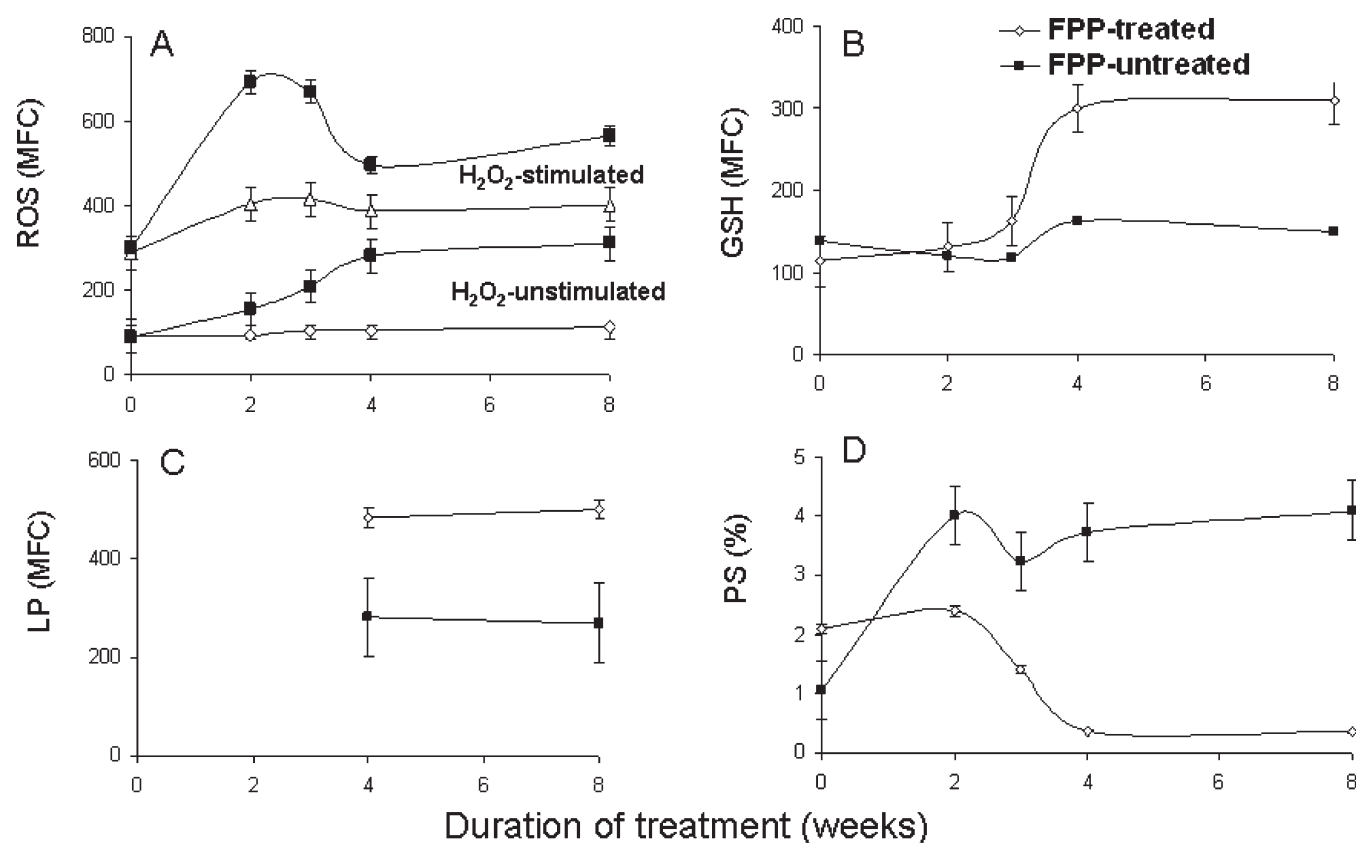 A
ROS (MFC)
800
600
400
200
0
H₂O₂-stimulated
H₂O₂-unstimulated
0 2 4 6 8
B
FPP-treated
FPP-untreated
GSH (MFC)
400
300
200
100
0
0 2 4 6 8
C
LP (MFC)
600
400
200
0
0 2 4 6 8
D
PS (%)
5
4
3
2
1
0
0 2 4 6 8
Duration of treatment (weeks)